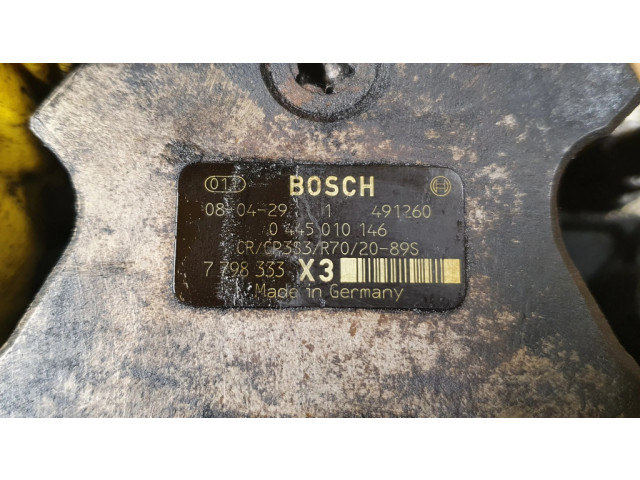 011 BOSCH
08-04-29 1 491260
0 445 010 146
CR/CP3S3/R70/20-89S
7 798 333 X3
Made in Germany